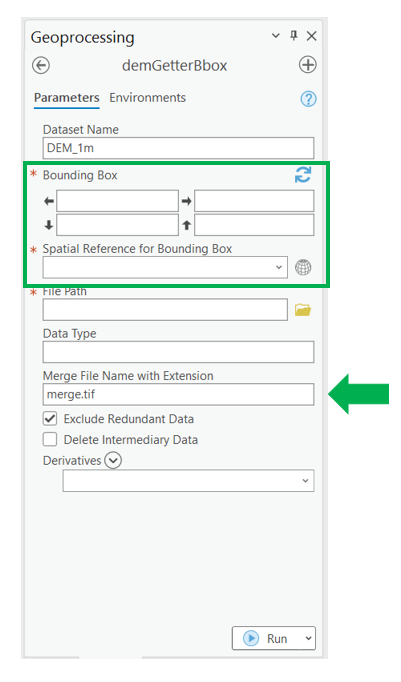 Geoprocessing
demGetterBbox
Parameters Environments
Dataset Name
DEM_1m
* Bounding Box
* Spatial Reference for Bounding Box
* File Path
Data Type
Merge File Name with Extension
merge.tif
Exclude Redundant Data
Delete Intermediary Data
Derivatives
Run